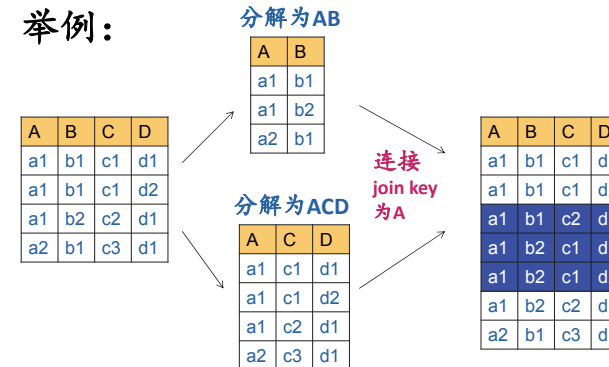 举例：
分解为AB
A B
a1 b1
a1 b2
a2 b1
A B C D
a1 b1 c1 d1
a1 b1 c1 d2
a1 b2 c2 d1
a2 b1 c3 d1
连接
join key
为A
分解为ACD
A C D
a1 c1 d1
a1 c1 d2
a1 c2 d1
a2 c3 d1
A B C D
a1 b1 c1
a1 b1 c1
a1 b1 c2
a1 b2 c1
a1 b2 c1
a1 b2 c2
a2 b1 c3